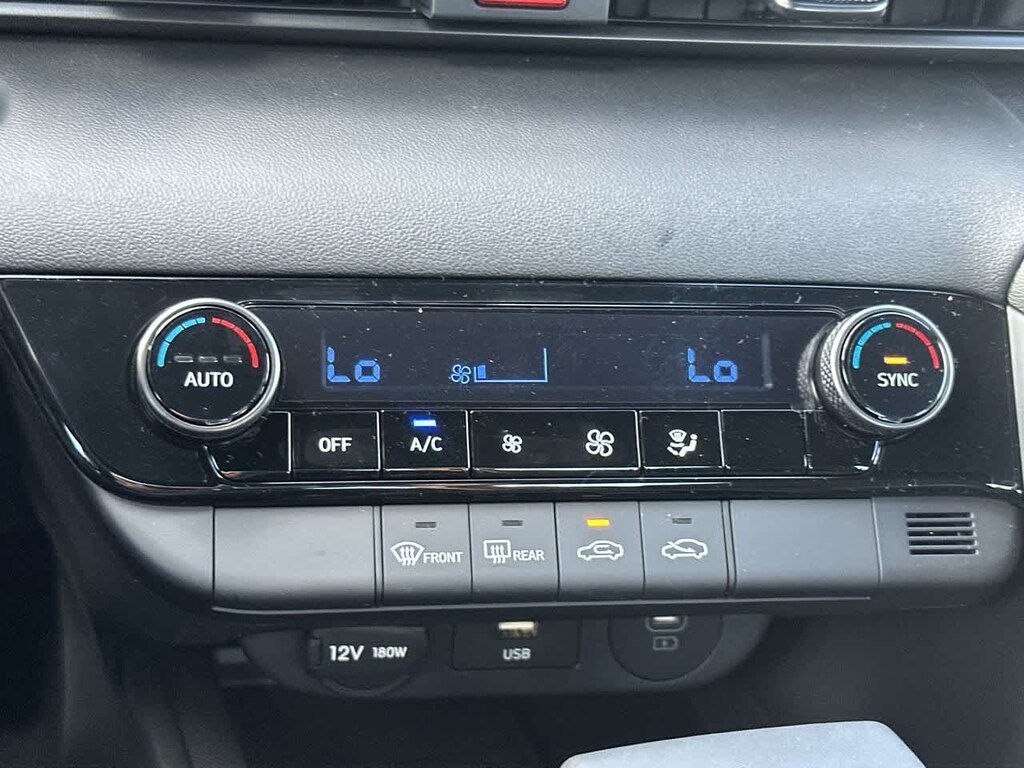 Lo Lo
AUTO SYNC
OFF A/C
FRONT REAR
12V 180W USB